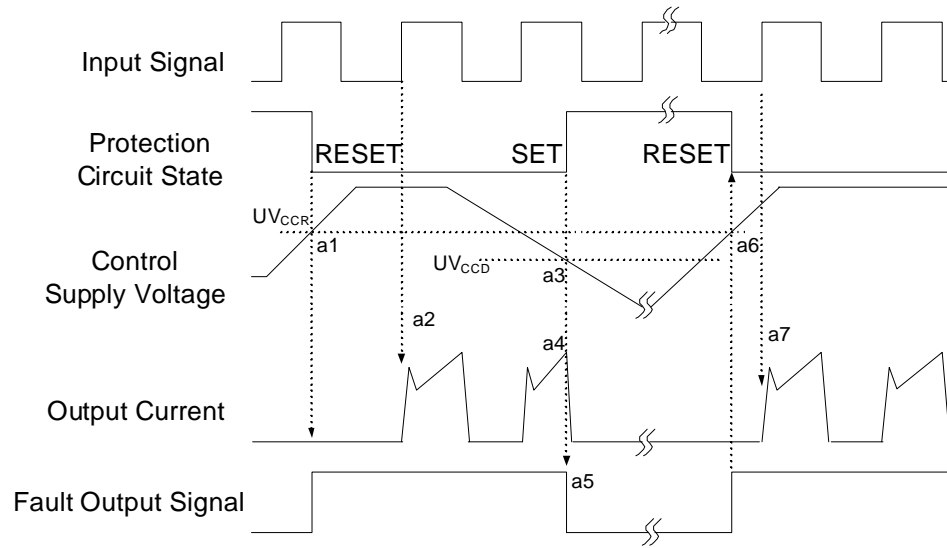 Input Signal
Protection
Circuit State
RESET
SET
RESET
UVCCR
a1
a6
Control
Supply Voltage
UVCCD
a3
a2
a4
a7
Output Current
a5
Fault Output Signal